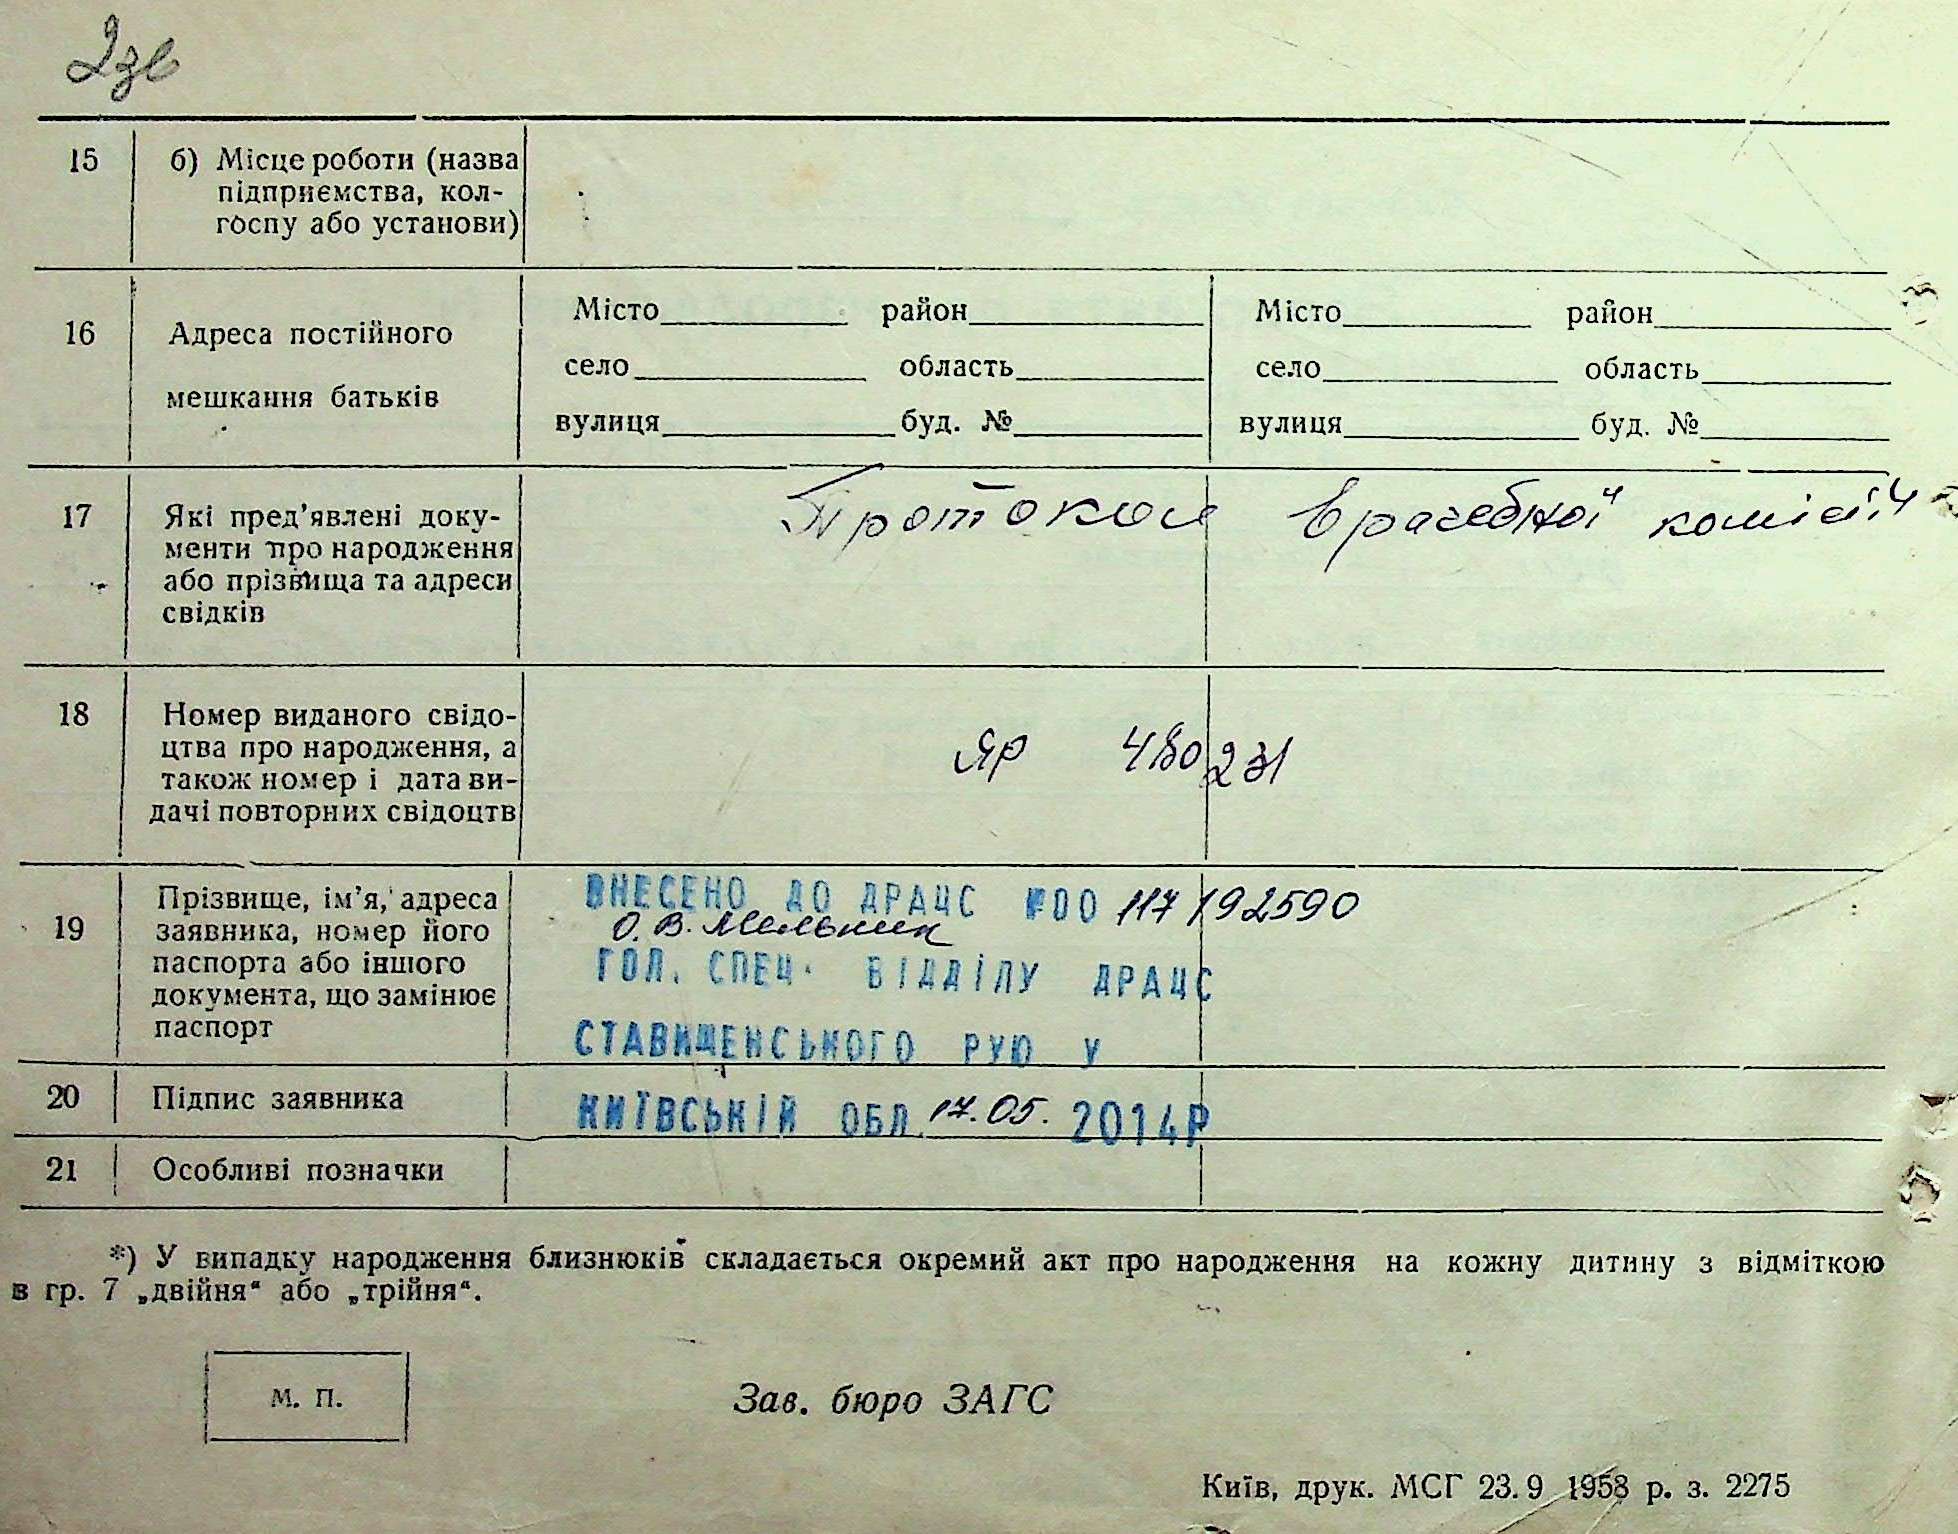 2зв
15 б) Місце роботи (назва
підприємства, кол-
госпу або установи)
16 Адреса постійного
мешкання батьків
Місто район Місто район
село область село область
вулиця буд. № вулиця буд. №
17 Які пред’явлені доку-
менти про народження
або прізвища та адреси
свідків
Протокол врачебной комісії
18 Номер виданого свідо-
цтва про народження, а
також номер і дата ви-
дачі повторних свідоцтв
ЯР 480231
19 Прізвище, ім’я, адреса
заявника, номер його
паспорта або іншого
документа, що замінює
паспорт
ВНЕСЕНО ДО ДРАЦС №00 117192590
О. В. Мельник
ГОЛ. СПЕЦ. ВІДДІЛУ ДРАЦС
СТАВИЩЕНСЬКОГО РУЮ У
20 Підпис заявника
КИЇВСЬКІЙ ОБЛ. 17.05. 2014Р
21 Особливі позначки
*) У випадку народження близнюків складається окремий акт про народження на кожну дитину з відміткою
в гр. 7 „двійня“ або „трійня“.
М. П.
Зав. бюро ЗАГС
Київ, друк. МСГ 23.9 1958 р. з. 2275